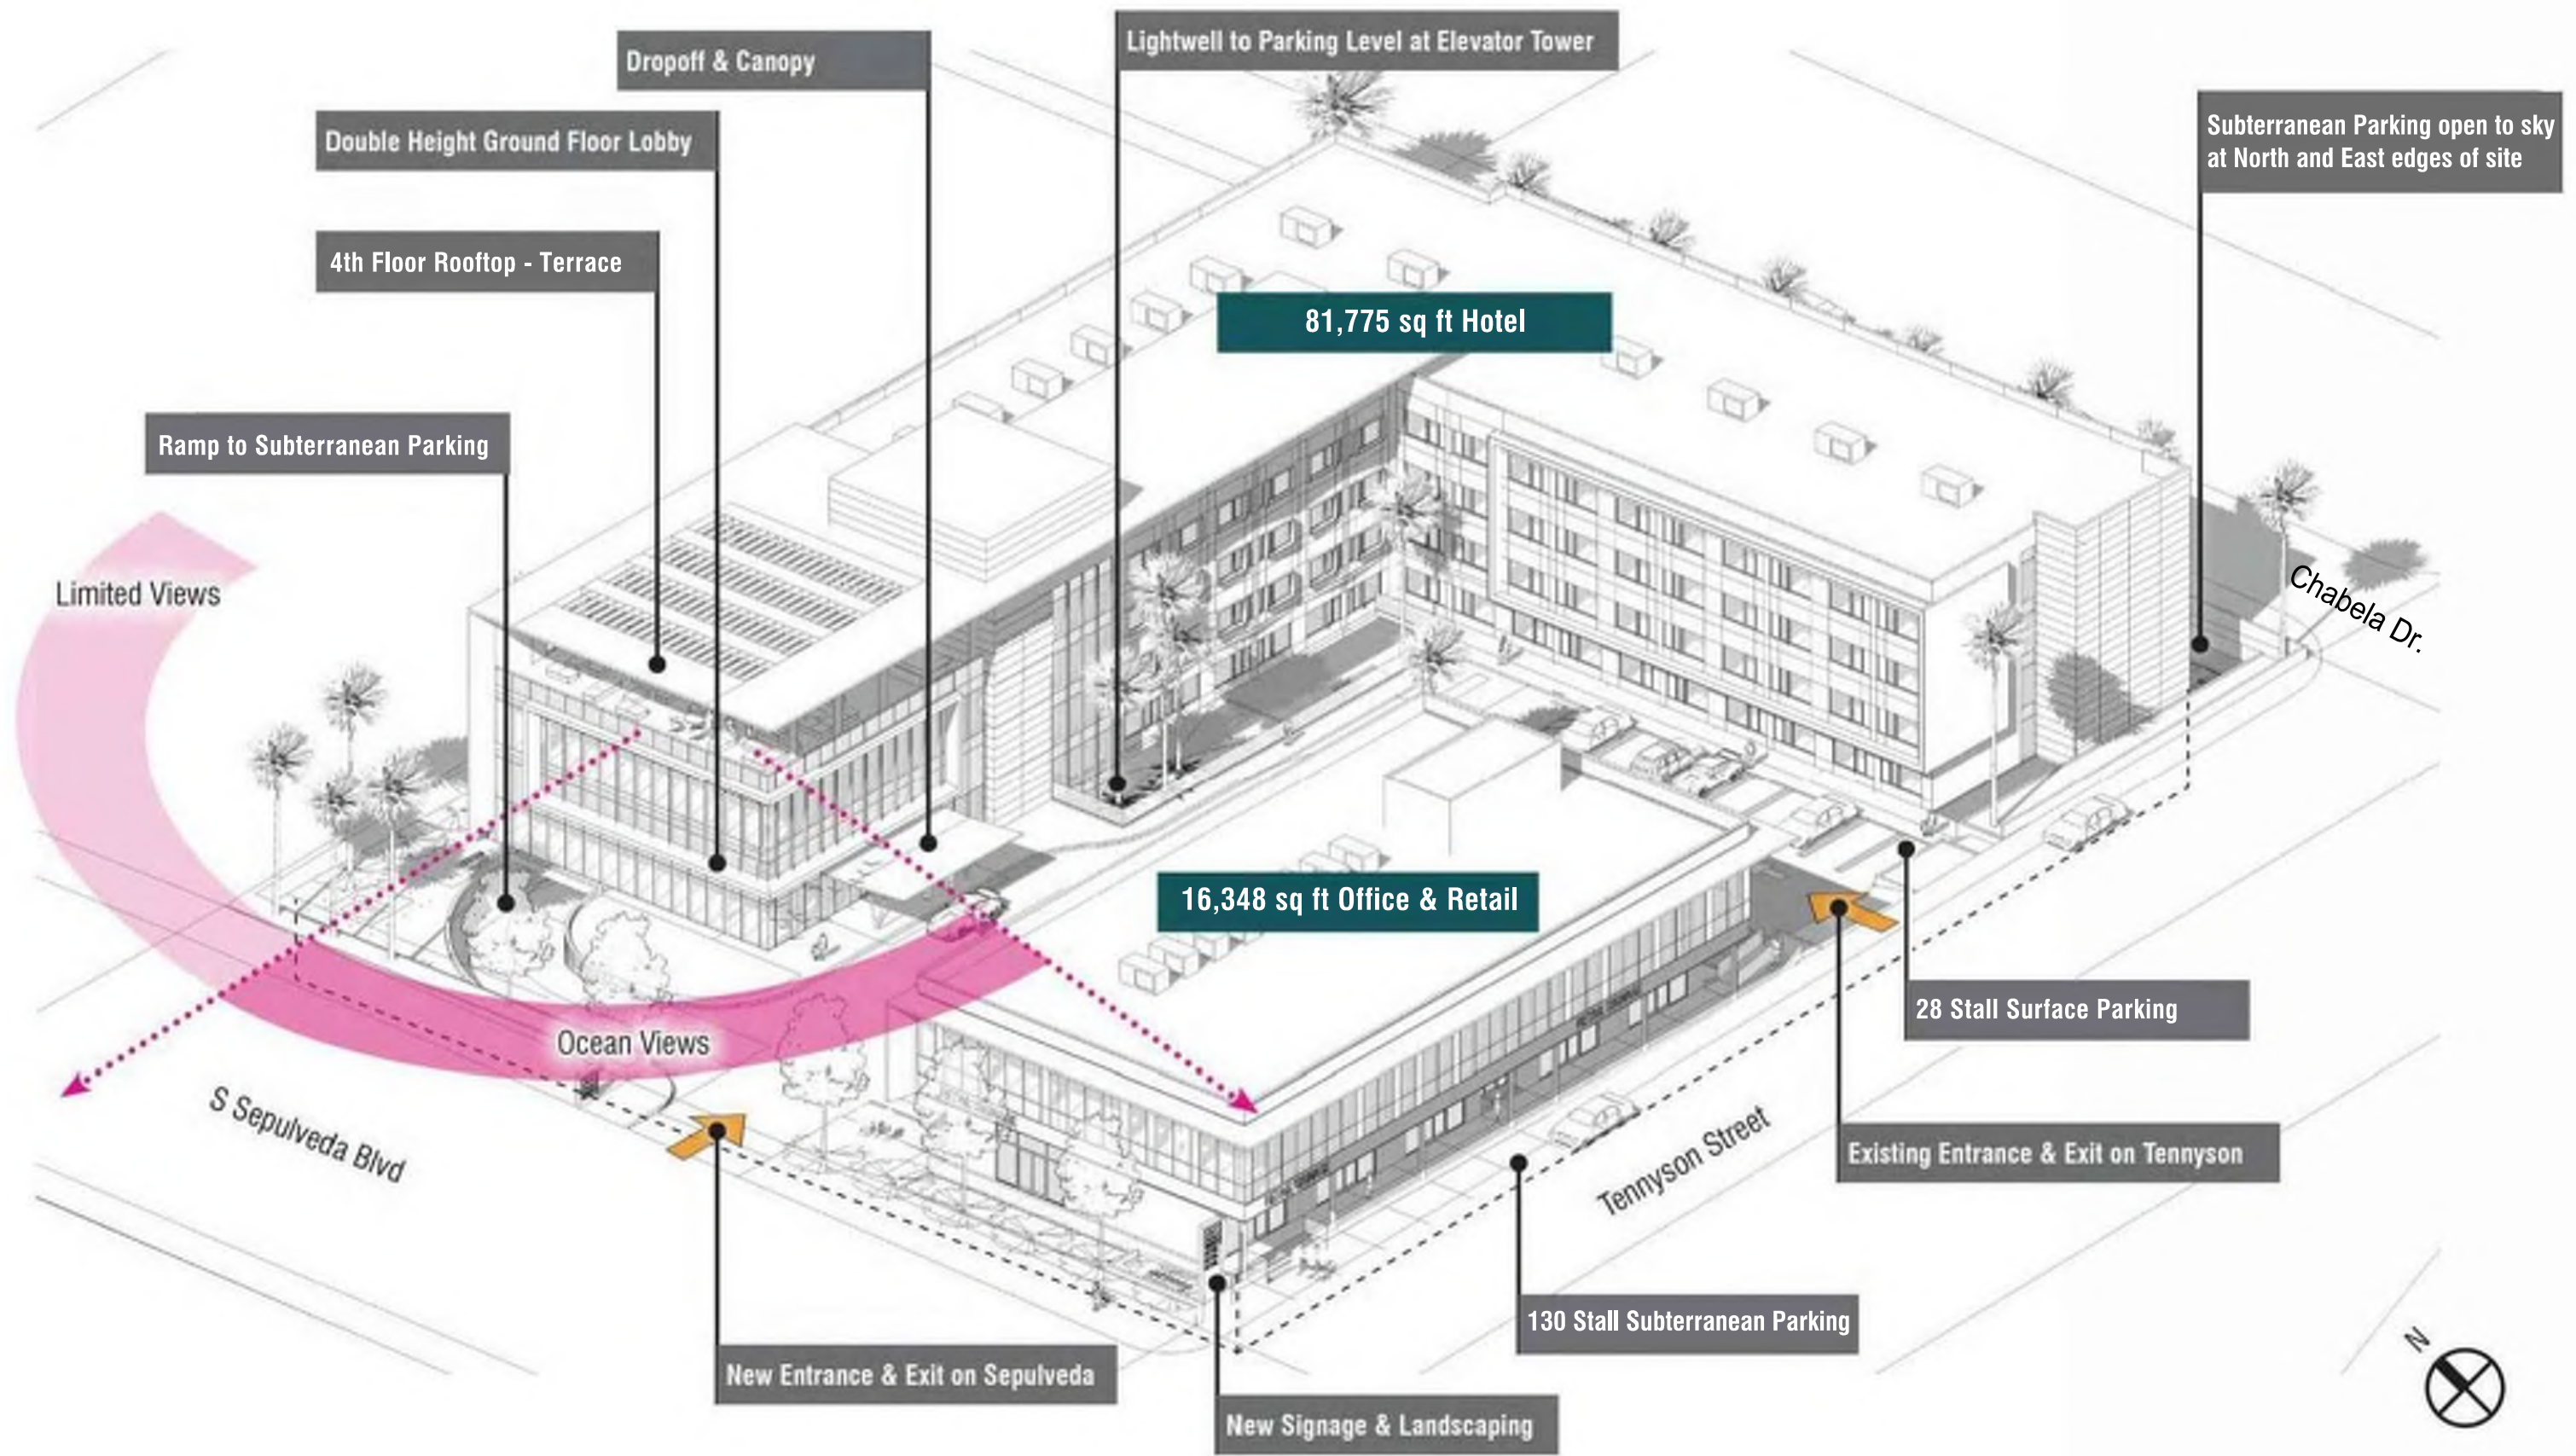 Lightwell to Parking Level at Elevator Tower
Dropoff & Canopy
Double Height Ground Floor Lobby
Subterranean Parking open to sky
at North and East edges of site
4th Floor Rooftop - Terrace
81,775 sq ft Hotel
Ramp to Subterranean Parking
Limited Views
Chabela Dr.
16,348 sq ft Office & Retail
28 Stall Surface Parking
Ocean Views
S Sepulveda Blvd
Tennyson Street
Existing Entrance & Exit on Tennyson
130 Stall Subterranean Parking
New Entrance & Exit on Sepulveda
New Signage & Landscaping
N